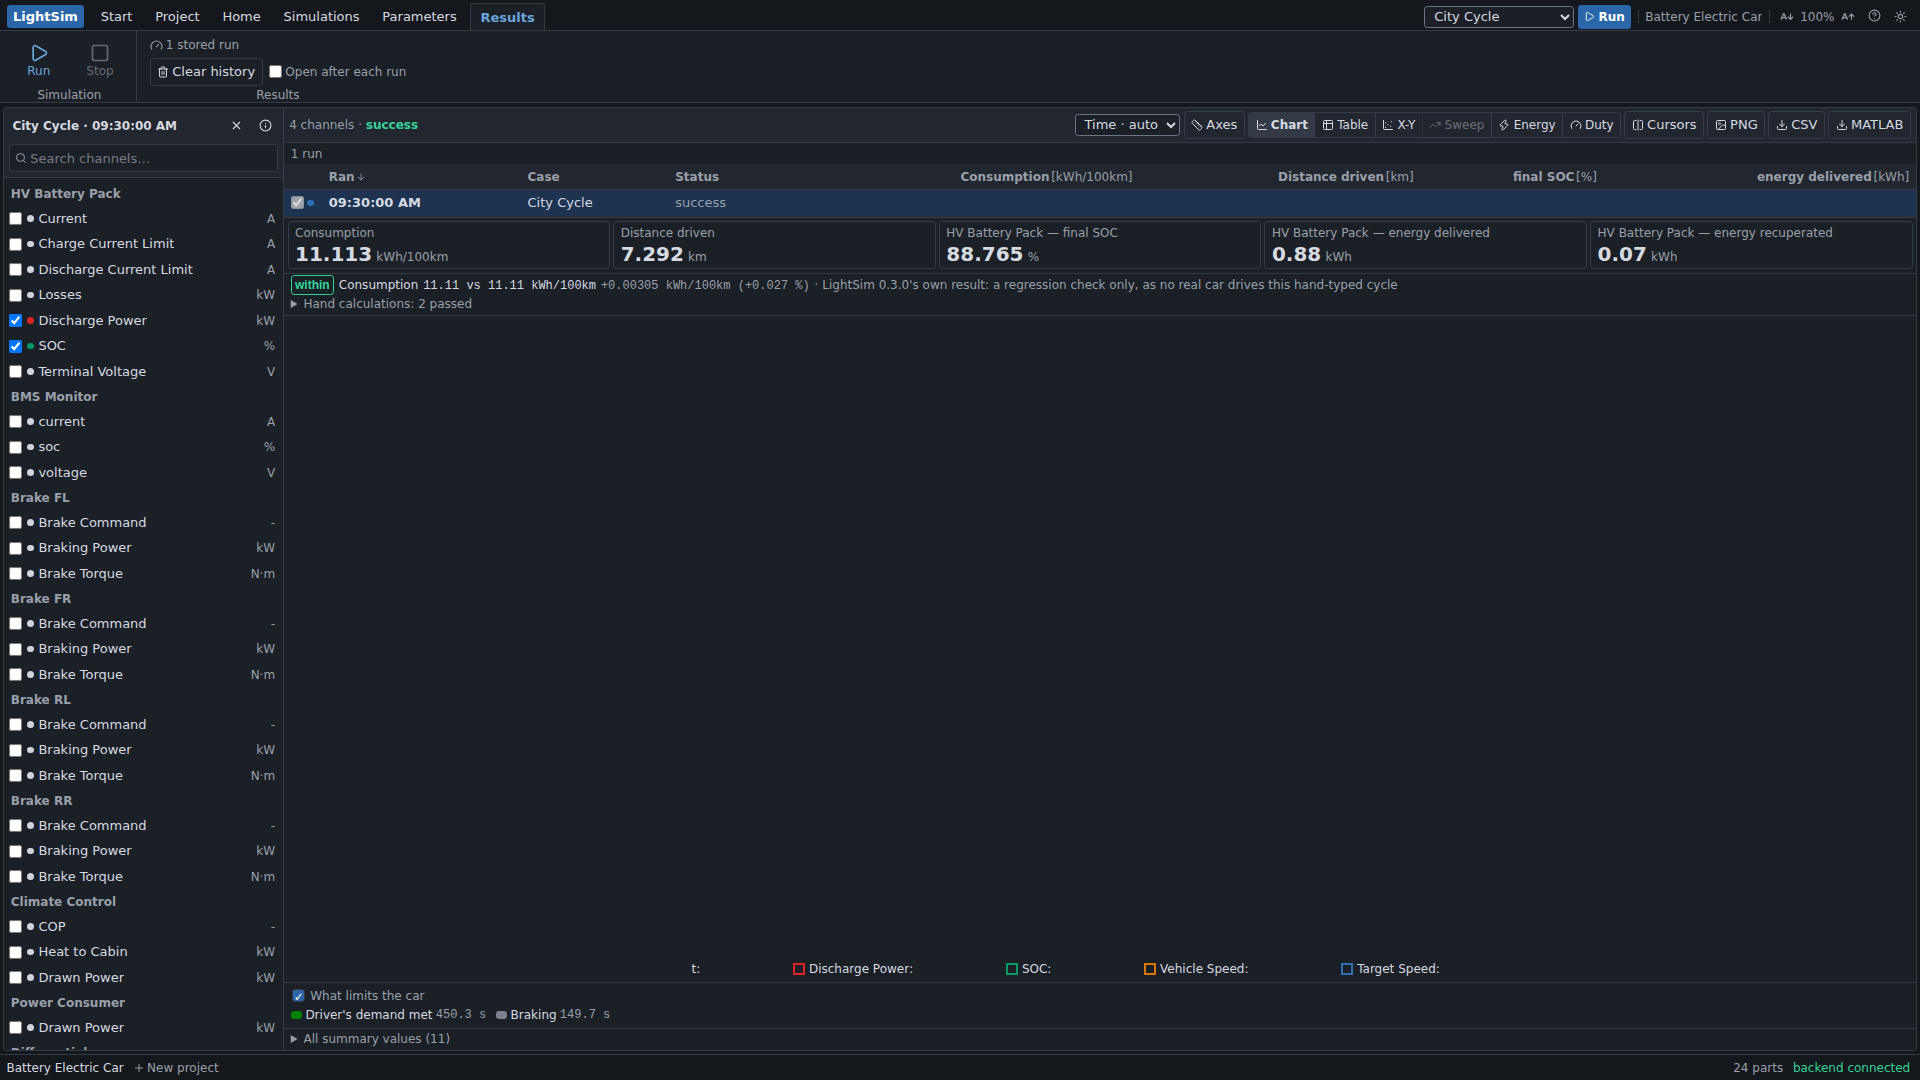 LightSim Start Project Home Simulations Parameters Results City Cycle Run Battery Electric Car 100%
Run Stop
Simulation
1 stored run
Clear history Open after each run
Results
City Cycle · 09:30:00 AM
Search channels…
HV Battery Pack
Current A
Charge Current Limit A
Discharge Current Limit A
Losses kW
Discharge Power kW
SOC %
Terminal Voltage V
BMS Monitor
current A
soc %
voltage V
Brake FL
Brake Command -
Braking Power kW
Brake Torque N·m
Brake FR
Brake Command -
Braking Power kW
Brake Torque N·m
Brake RL
Brake Command -
Braking Power kW
Brake Torque N·m
Brake RR
Brake Command -
Braking Power kW
Brake Torque N·m
Climate Control
COP -
Heat to Cabin kW
Drawn Power kW
Power Consumer
Drawn Power kW
4 channels · success Time · auto Axes Chart Table X-Y Sweep Energy Duty Cursors PNG CSV MATLAB
1 run
Ran ↓ Case Status Consumption [kWh/100km] Distance driven [km] final SOC [%] energy delivered [kWh]
09:30:00 AM City Cycle success
Consumption
11.113 kWh/100km
Distance driven
7.292 km
HV Battery Pack — final SOC
88.765 %
HV Battery Pack — energy delivered
0.88 kWh
HV Battery Pack — energy recuperated
0.07 kWh
within Consumption 11.11 vs 11.11 kWh/100km +0.00305 kWh/100km (+0.027 %) · LightSim 0.3.0's own result: a regression check only, as no real car drives this hand-typed cycle
Hand calculations: 2 passed
t: Discharge Power: SOC: Vehicle Speed: Target Speed:
What limits the car
Driver's demand met 450.3 s Braking 149.7 s
All summary values (11)
Battery Electric Car + New project 24 parts backend connected